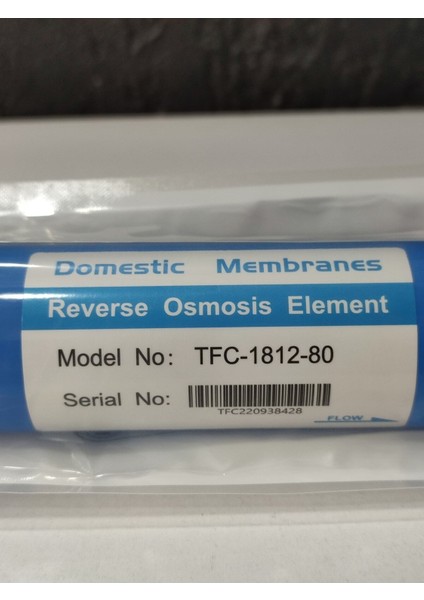 Domestic Membranes
Reverse Osmosis Element
Model No: TFC-1812-80
Serial No:
TFC220938428
FLOW